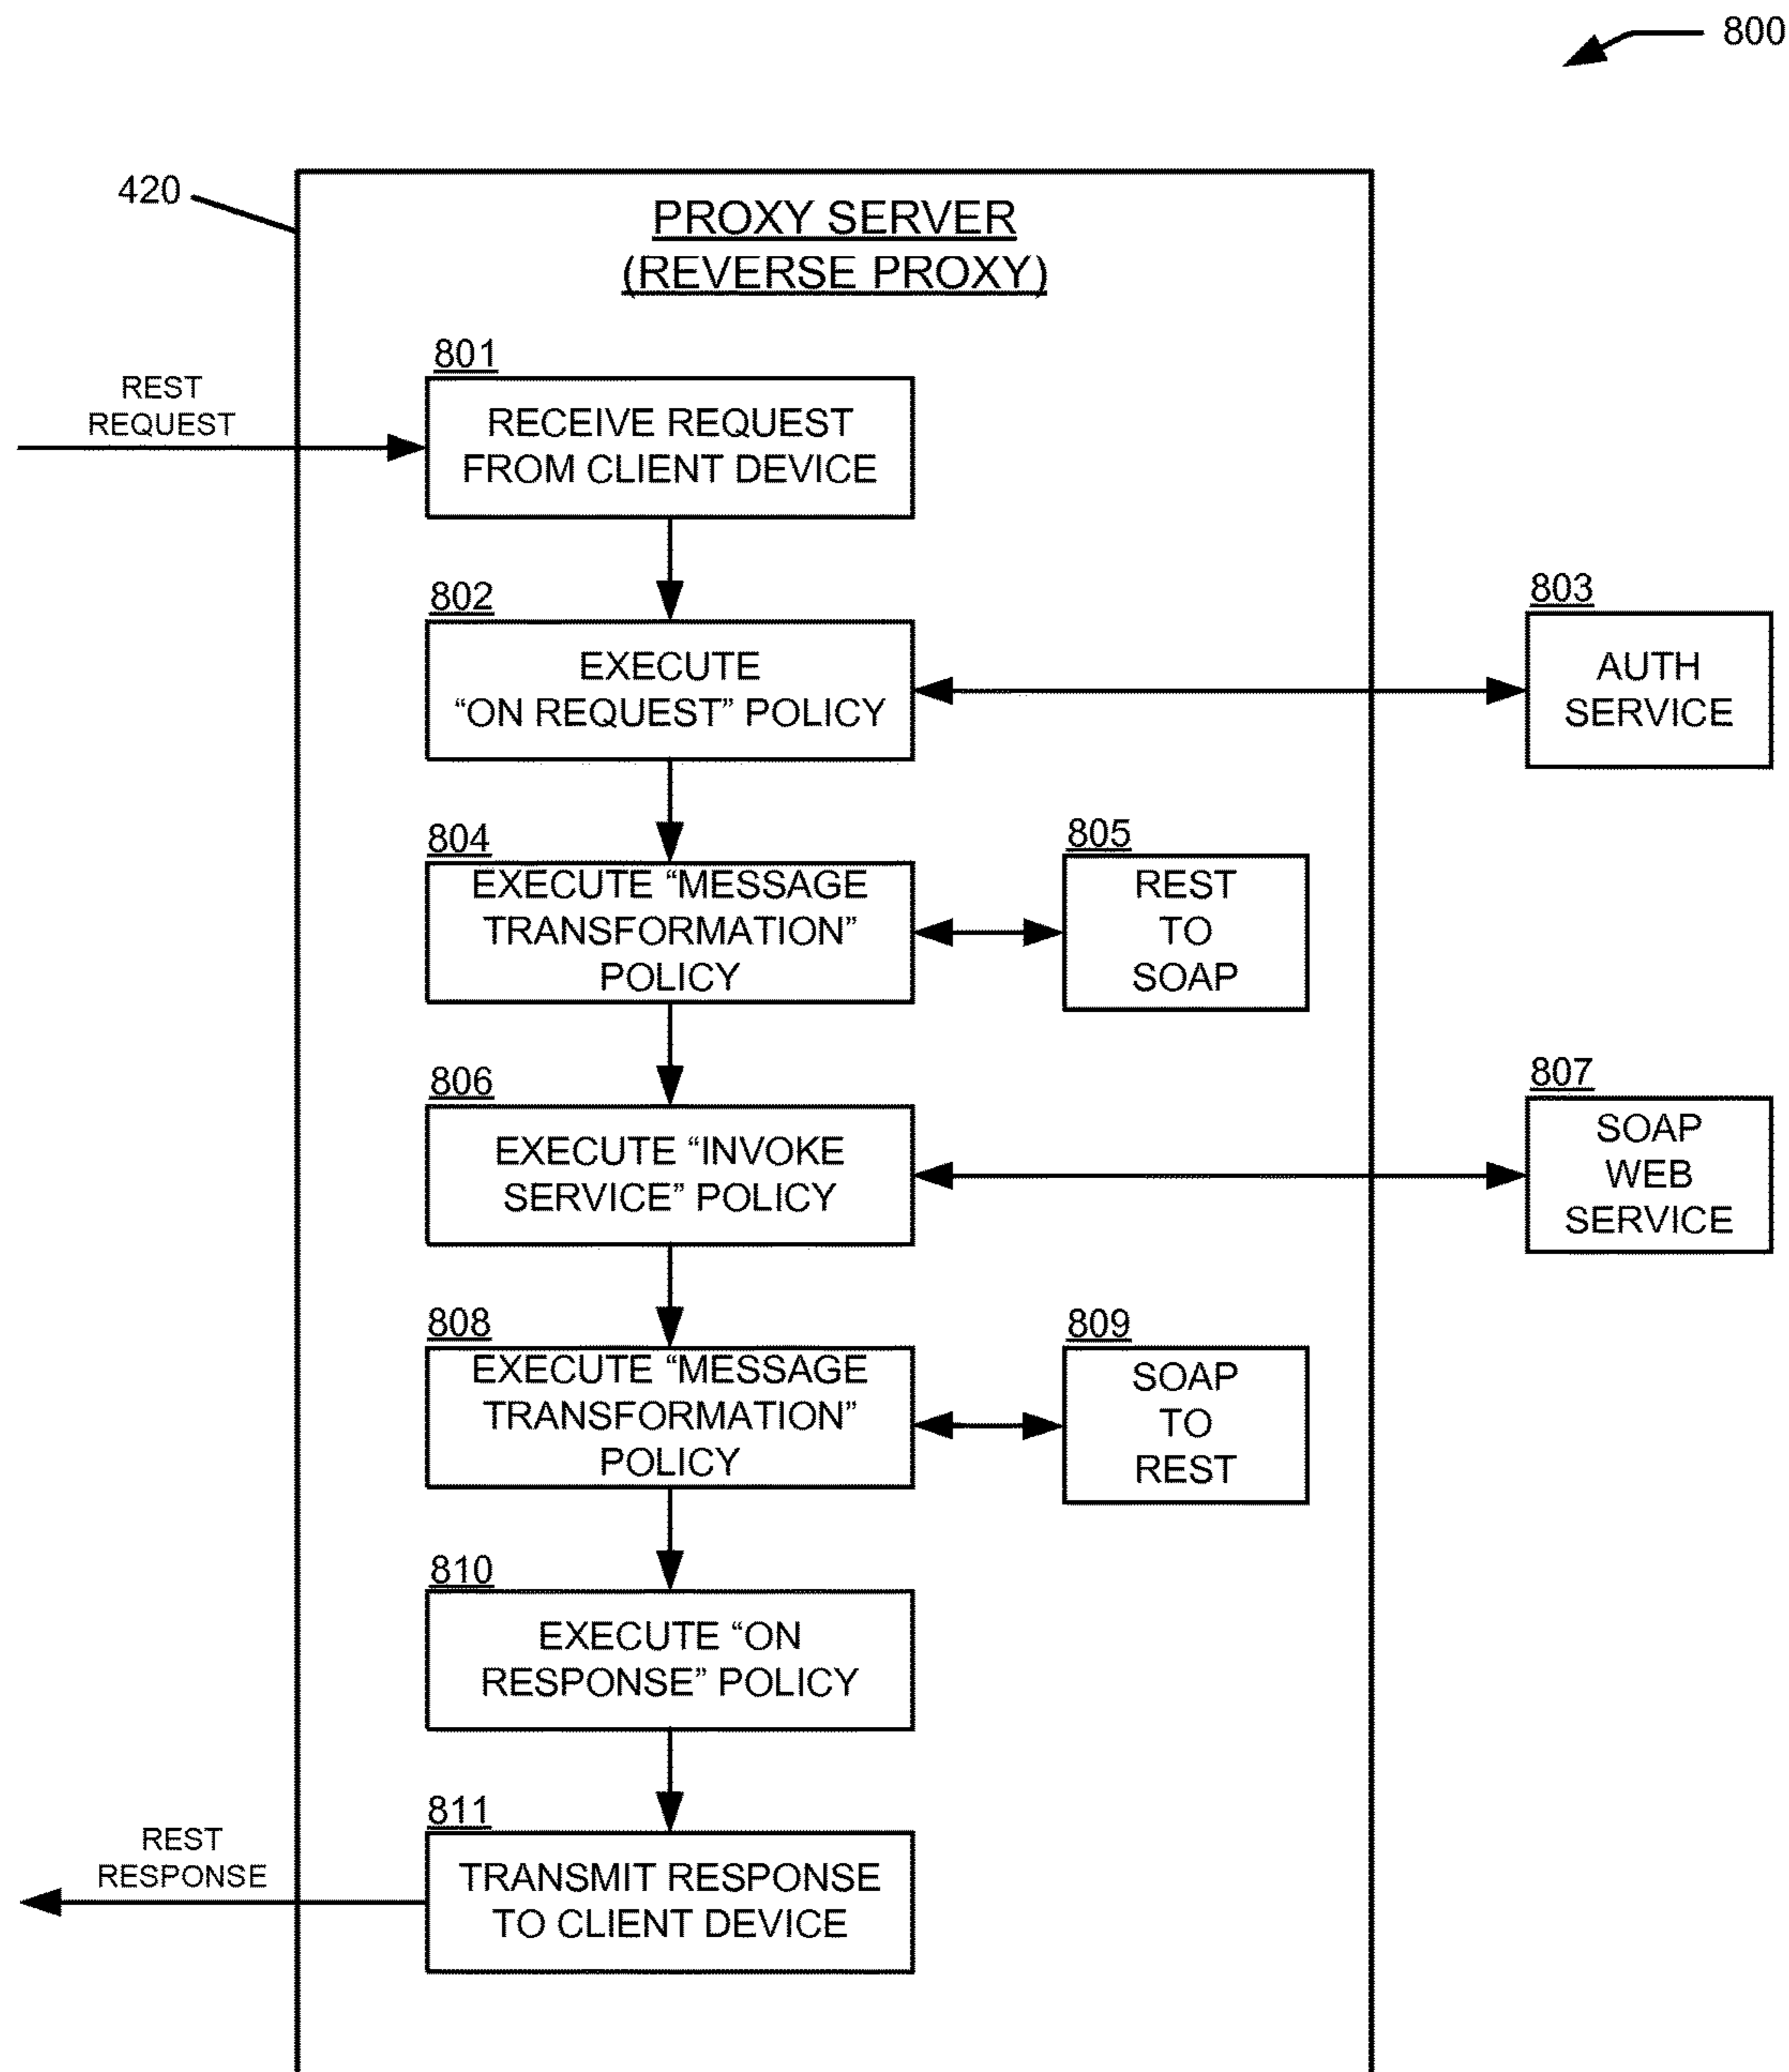 800
420
PROXY SERVER
(REVERSE PROXY)
801
REST
REQUEST
RECEIVE REQUEST
FROM CLIENT DEVICE
802
EXECUTE
“ON REQUEST” POLICY
803
AUTH
SERVICE
804
EXECUTE “MESSAGE
TRANSFORMATION”
POLICY
805
REST
TO
SOAP
806
EXECUTE “INVOKE
SERVICE” POLICY
807
SOAP
WEB
SERVICE
808
EXECUTE “MESSAGE
TRANSFORMATION”
POLICY
809
SOAP
TO
REST
810
EXECUTE “ON
RESPONSE” POLICY
811
REST
RESPONSE
TRANSMIT RESPONSE
TO CLIENT DEVICE